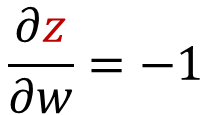 ∂z/∂w = −1